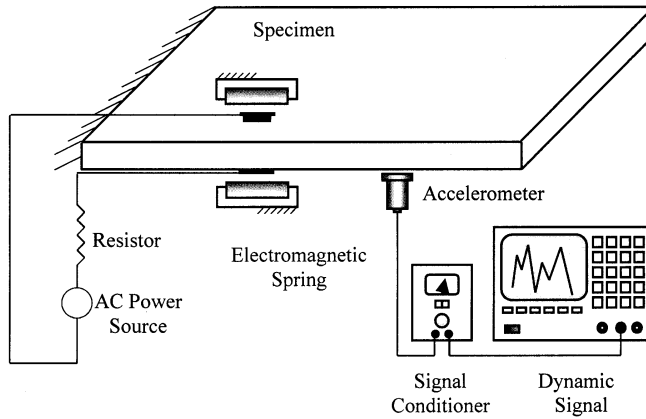 Specimen
Accelerometer
Resistor
Electromagnetic
Spring
AC Power
Source
Signal
Conditioner
Dynamic
Signal